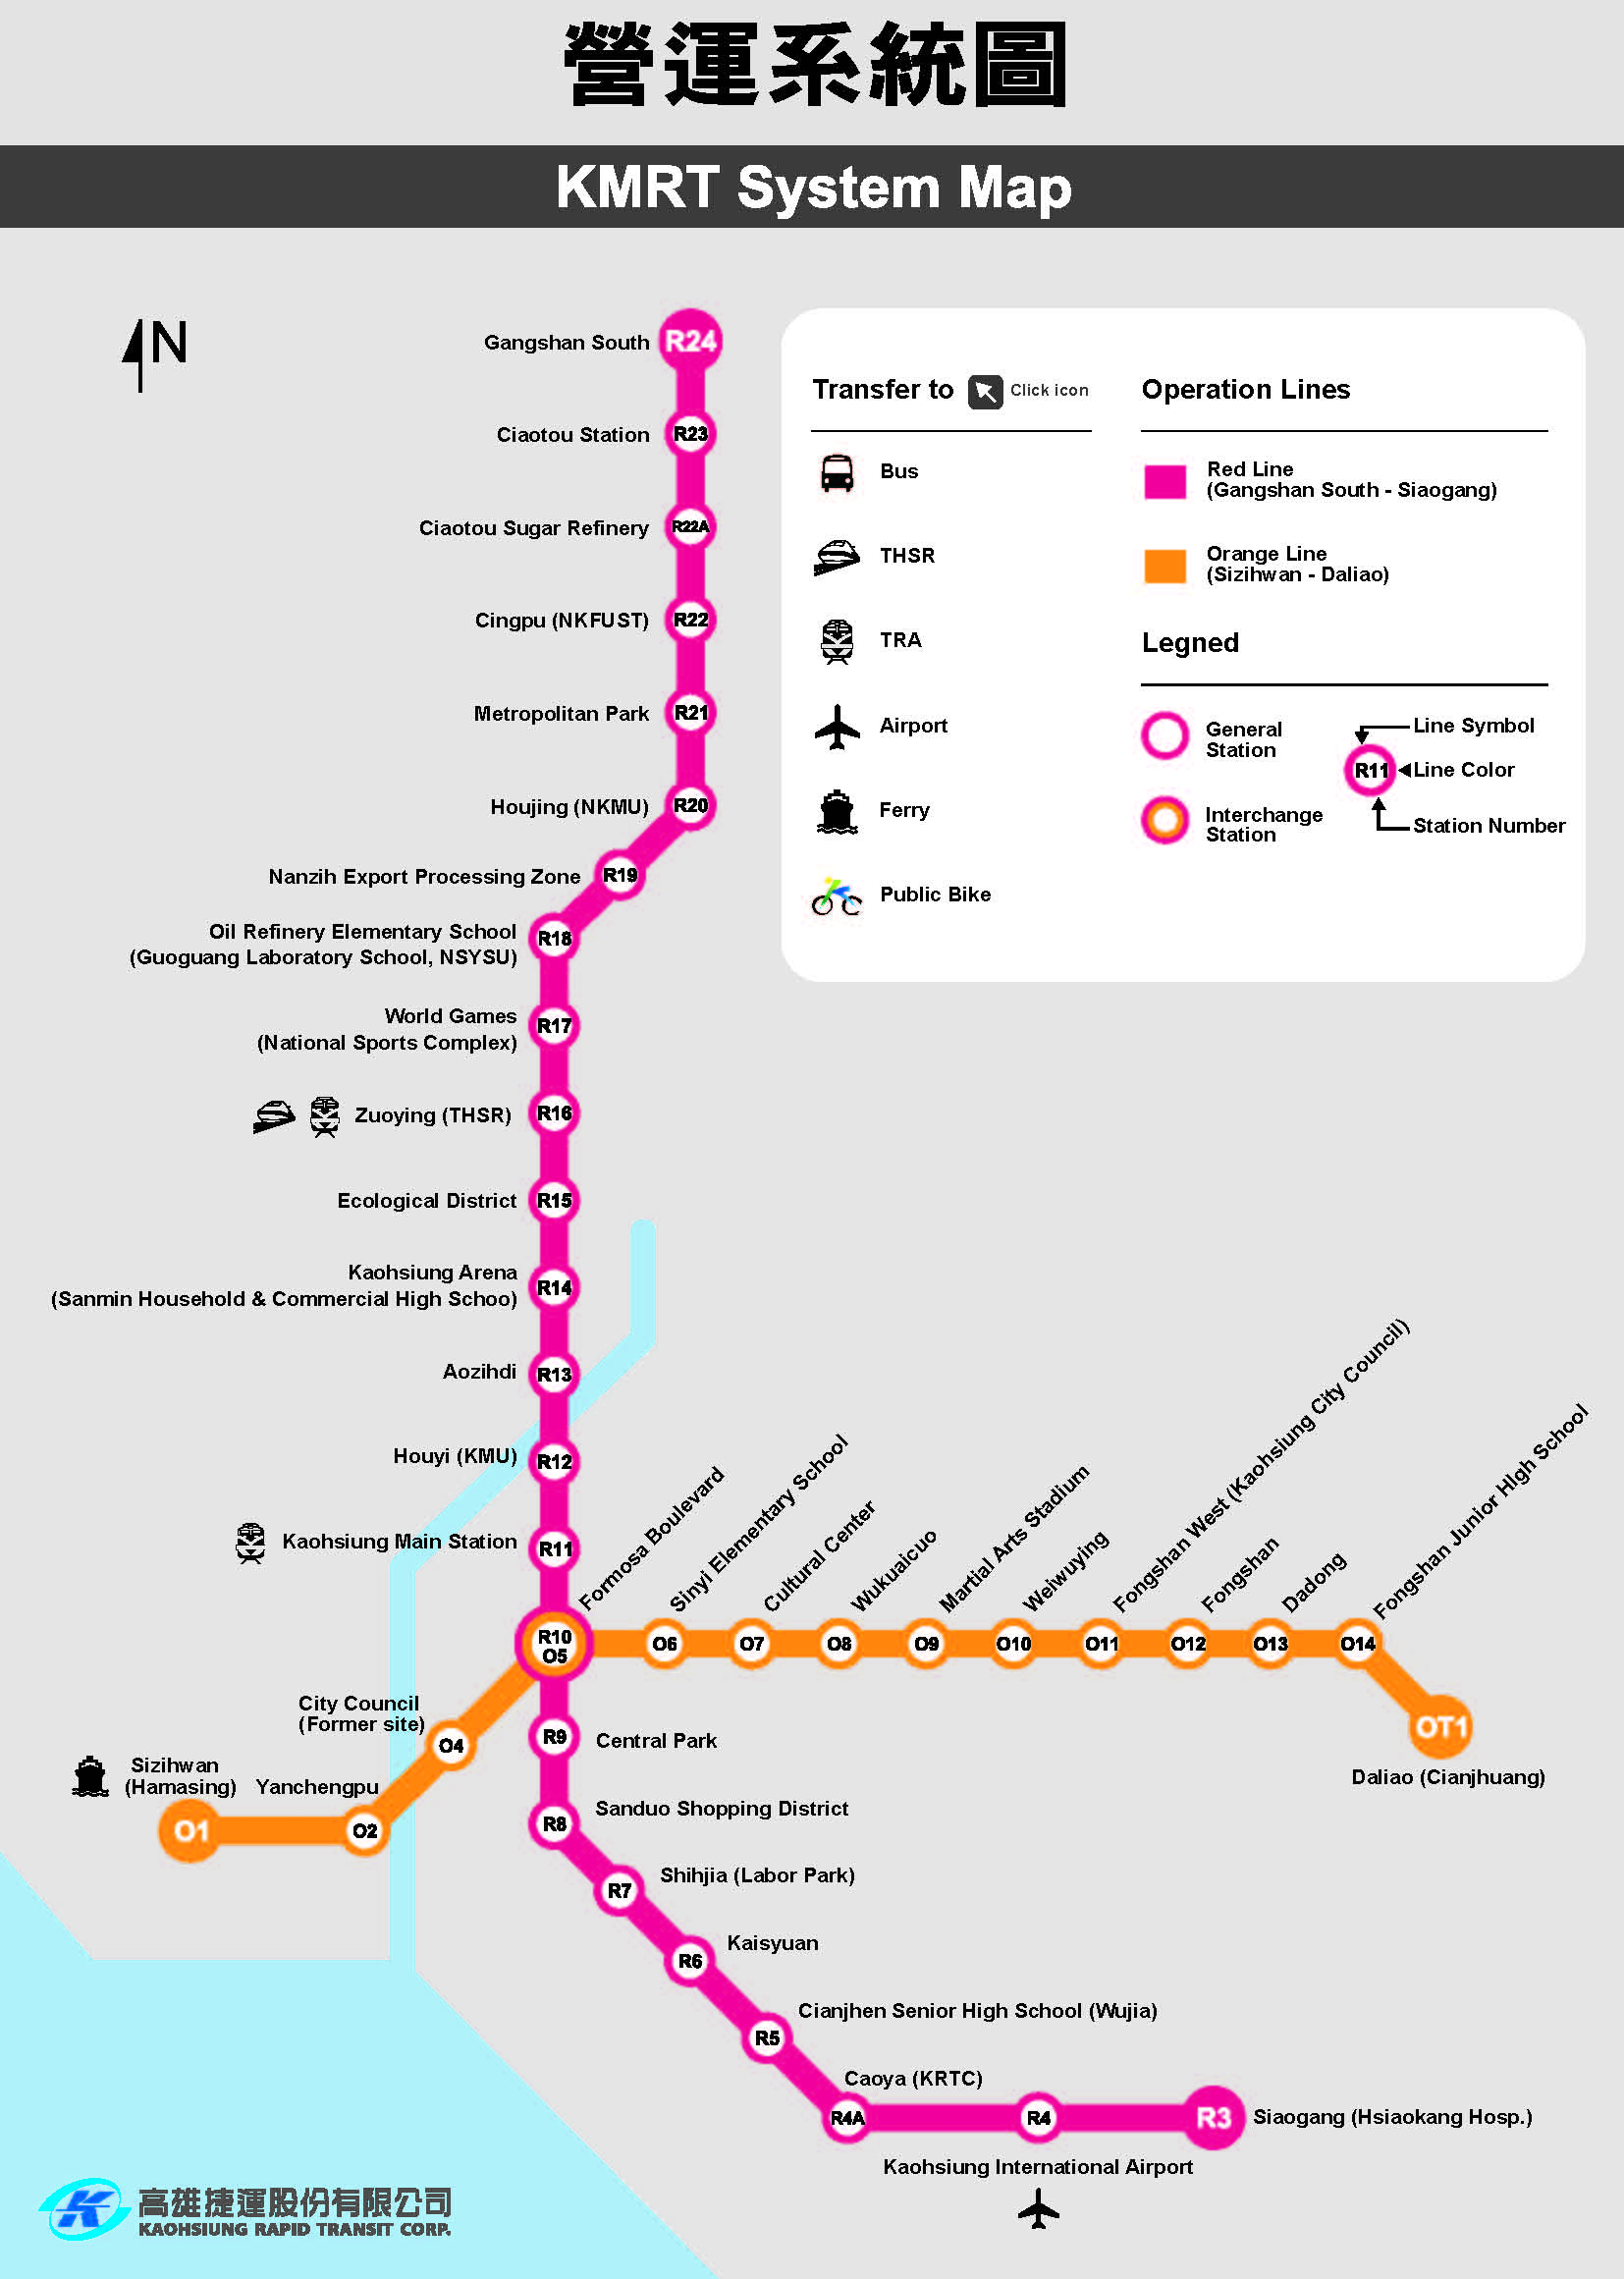 營運系統圖
KMRT System Map
N
Gangshan South
R24
Ciaotou Station
R23
Ciaotou Sugar Refinery
R22A
Cingpu (NKFUST)
R22
Metropolitan Park
R21
Houjing (NKMU)
R20
Nanzih Export Processing Zone
R19
Oil Refinery Elementary School
(Guoguang Laboratory School, NSYSU)
R18
World Games
(National Sports Complex)
R17
Zuoying (THSR)
R16
Ecological District
R15
Kaohsiung Arena
(Sanmin Household & Commercial High Schoo)
R14
Aozihdi
R13
Houyi (KMU)
R12
Kaohsiung Main Station
R11
Transfer to
Click icon
Bus
THSR
TRA
Airport
Ferry
Public Bike
Operation Lines
Red Line
(Gangshan South - Siaogang)
Orange Line
(Sizihwan - Daliao)
Legned
General
Station
Interchange
Station
R11
Line Symbol
Line Color
Station Number
Formosa Boulevard
R10
O5
Sinyi Elementary School
O6
Cultural Center
O7
Wukuaicuo
O8
Martial Arts Stadium
O9
Weiwuying
O10
Fongshan West (Kaohsiung City Council)
O11
Fongshan
O12
Dadong
O13
Fongshan Junior HIgh School
O14
OT1
Daliao (Cianjhuang)
City Council
(Former site)
O4
Sizihwan
(Hamasing)
O1
Yanchengpu
O2
R9
Central Park
R8
Sanduo Shopping District
R7
Shihjia (Labor Park)
R6
Kaisyuan
R5
Cianjhen Senior High School (Wujia)
Caoya (KRTC)
R4A
R4
Kaohsiung International Airport
R3
Siaogang (Hsiaokang Hosp.)
高雄捷運股份有限公司
KAOHSIUNG RAPID TRANSIT CORP.